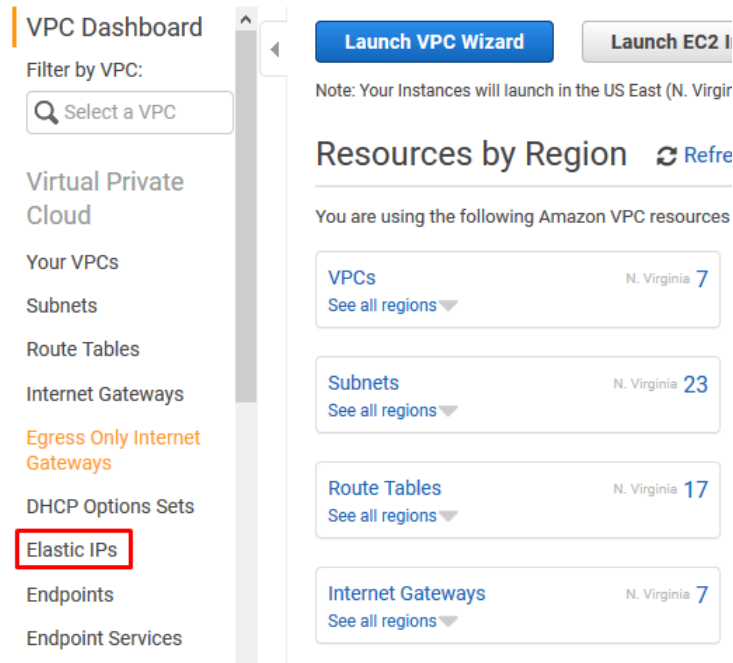 VPC Dashboard
Filter by VPC:
Select a VPC
Virtual Private
Cloud
Your VPCs
Subnets
Route Tables
Internet Gateways
Egress Only Internet
Gateways
DHCP Options Sets
Elastic IPs
Endpoints
Endpoint Services
Launch VPC Wizard
Launch EC2
Note: Your Instances will launch in the US East (N.
Resources by Region
You are using the following Amazon VPC resources
VPCs N. Virginia 7
See all regions
Subnets N. Virginia 23
See all regions
Route Tables N. Virginia 17
See all regions
Internet Gateways N. Virginia 7
See all regions